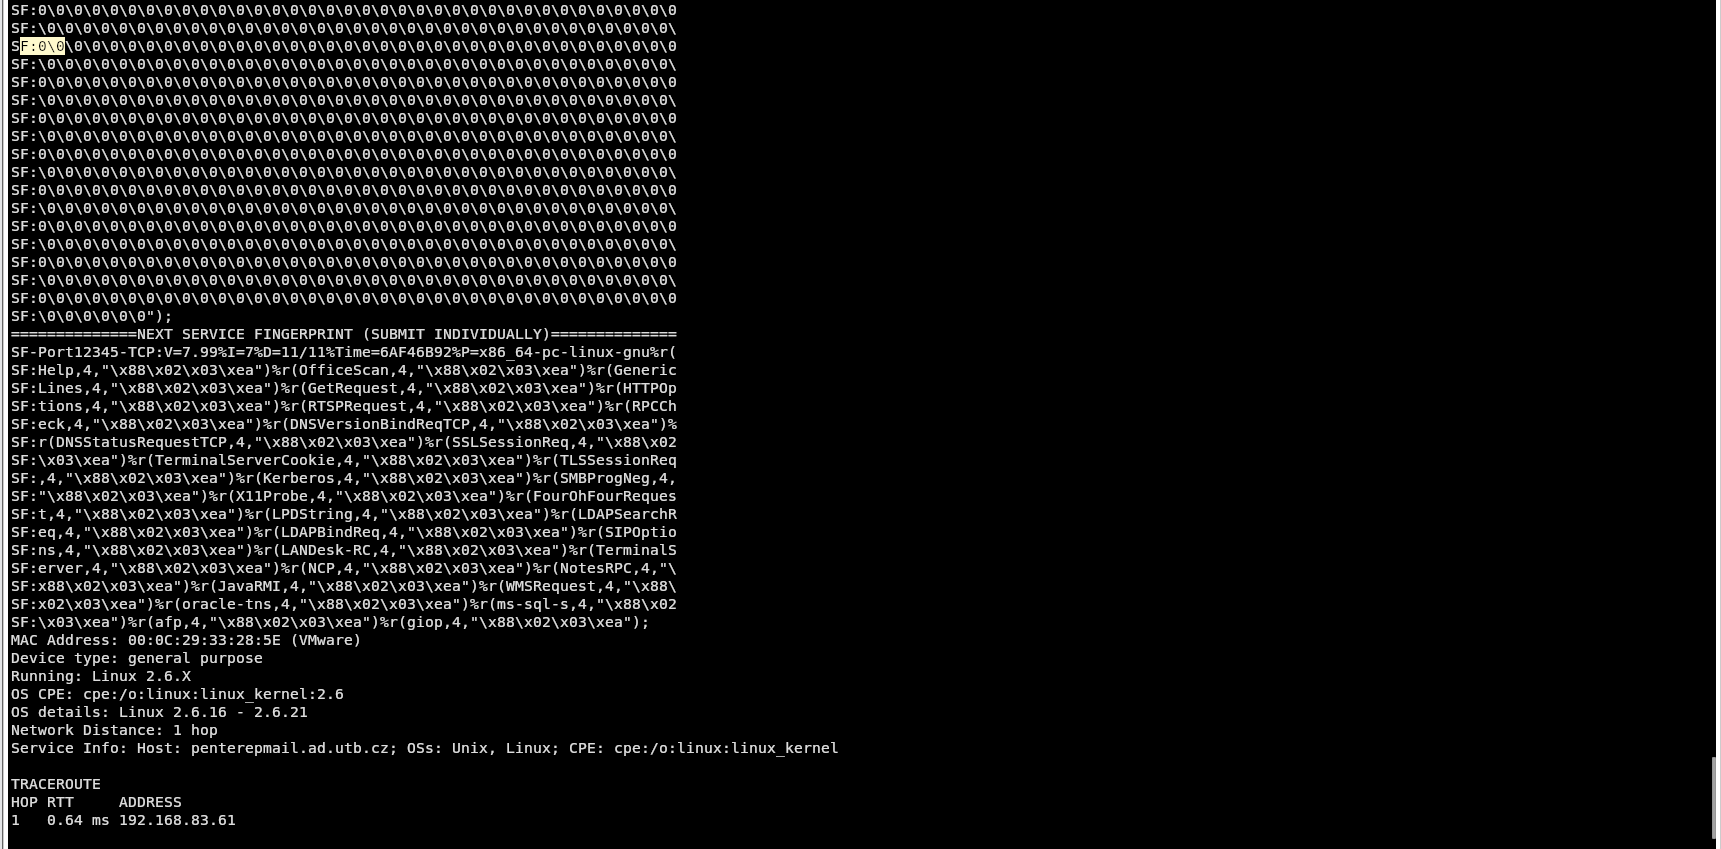 SF:0\0\0\0\0\0\0\0\0\0\0\0\0\0\0\0\0\0\0\0\0\0\0\0\0\0\0\0\0\0\0\0\0\0\0\0
SF:\0\0\0\0\0\0\0\0\0\0\0\0\0\0\0\0\0\0\0\0\0\0\0\0\0\0\0\0\0\0\0\0\0\0\0\
SF:0\0\0\0\0\0\0\0\0\0\0\0\0\0\0\0\0\0\0\0\0\0\0\0\0\0\0\0\0\0\0\0\0\0\0\0
SF:\0\0\0\0\0\0\0\0\0\0\0\0\0\0\0\0\0\0\0\0\0\0\0\0\0\0\0\0\0\0\0\0\0\0\0\
SF:0\0\0\0\0\0\0\0\0\0\0\0\0\0\0\0\0\0\0\0\0\0\0\0\0\0\0\0\0\0\0\0\0\0\0\0
SF:\0\0\0\0\0\0\0\0\0\0\0\0\0\0\0\0\0\0\0\0\0\0\0\0\0\0\0\0\0\0\0\0\0\0\0\
SF:0\0\0\0\0\0\0\0\0\0\0\0\0\0\0\0\0\0\0\0\0\0\0\0\0\0\0\0\0\0\0\0\0\0\0\0
SF:\0\0\0\0\0\0\0\0\0\0\0\0\0\0\0\0\0\0\0\0\0\0\0\0\0\0\0\0\0\0\0\0\0\0\0\
SF:0\0\0\0\0\0\0\0\0\0\0\0\0\0\0\0\0\0\0\0\0\0\0\0\0\0\0\0\0\0\0\0\0\0\0\0
SF:\0\0\0\0\0\0\0\0\0\0\0\0\0\0\0\0\0\0\0\0\0\0\0\0\0\0\0\0\0\0\0\0\0\0\0\
SF:0\0\0\0\0\0\0\0\0\0\0\0\0\0\0\0\0\0\0\0\0\0\0\0\0\0\0\0\0\0\0\0\0\0\0\0
SF:\0\0\0\0\0\0\0\0\0\0\0\0\0\0\0\0\0\0\0\0\0\0\0\0\0\0\0\0\0\0\0\0\0\0\0\
SF:0\0\0\0\0\0\0\0\0\0\0\0\0\0\0\0\0\0\0\0\0\0\0\0\0\0\0\0\0\0\0\0\0\0\0\0
SF:\0\0\0\0\0\0\0\0\0\0\0\0\0\0\0\0\0\0\0\0\0\0\0\0\0\0\0\0\0\0\0\0\0\0\0\
SF:0\0\0\0\0\0\0\0\0\0\0\0\0\0\0\0\0\0\0\0\0\0\0\0\0\0\0\0\0\0\0\0\0\0\0\0
SF:\0\0\0\0\0\0\0\0\0\0\0\0\0\0\0\0\0\0\0\0\0\0\0\0\0\0\0\0\0\0\0\0\0\0\0\
SF:0\0\0\0\0\0\0\0\0\0\0\0\0\0\0\0\0\0\0\0\0\0\0\0\0\0\0\0\0\0\0\0\0\0\0\0
SF:\0\0\0\0\0\0");
==============NEXT SERVICE FINGERPRINT (SUBMIT INDIVIDUALLY)==============
SF-Port12345-TCP:V=7.99%I=7%D=11/11%Time=6AF46B92%P=x86_64-pc-linux-gnu%r(
SF:Help,4,"\x88\x02\x03\xea")%r(OfficeScan,4,"\x88\x02\x03\xea")%r(Generic
SF:Lines,4,"\x88\x02\x03\xea")%r(GetRequest,4,"\x88\x02\x03\xea")%r(HTTPOp
SF:tions,4,"\x88\x02\x03\xea")%r(RTSPRequest,4,"\x88\x02\x03\xea")%r(RPCCh
SF:eck,4,"\x88\x02\x03\xea")%r(DNSVersionBindReqTCP,4,"\x88\x02\x03\xea")%
SF:r(DNSStatusRequestTCP,4,"\x88\x02\x03\xea")%r(SSLSessionReq,4,"\x88\x02
SF:\x03\xea")%r(TerminalServerCookie,4,"\x88\x02\x03\xea")%r(TLSSessionReq
SF:,4,"\x88\x02\x03\xea")%r(Kerberos,4,"\x88\x02\x03\xea")%r(SMBProgNeg,4,
SF:"\x88\x02\x03\xea")%r(X11Probe,4,"\x88\x02\x03\xea")%r(FourOhFourReques
SF:t,4,"\x88\x02\x03\xea")%r(LPDString,4,"\x88\x02\x03\xea")%r(LDAPSearchR
SF:eq,4,"\x88\x02\x03\xea")%r(LDAPBindReq,4,"\x88\x02\x03\xea")%r(SIPOptio
SF:ns,4,"\x88\x02\x03\xea")%r(LANDesk-RC,4,"\x88\x02\x03\xea")%r(TerminalS
SF:erver,4,"\x88\x02\x03\xea")%r(NCP,4,"\x88\x02\x03\xea")%r(NotesRPC,4,"\
SF:x88\x02\x03\xea")%r(JavaRMI,4,"\x88\x02\x03\xea")%r(WMSRequest,4,"\x88\
SF:x02\x03\xea")%r(oracle-tns,4,"\x88\x02\x03\xea")%r(ms-sql-s,4,"\x88\x02
SF:\x03\xea")%r(afp,4,"\x88\x02\x03\xea")%r(giop,4,"\x88\x02\x03\xea");
MAC Address: 00:0C:29:33:28:5E (VMware)
Device type: general purpose
Running: Linux 2.6.X
OS CPE: cpe:/o:linux:linux_kernel:2.6
OS details: Linux 2.6.16 - 2.6.21
Network Distance: 1 hop
Service Info: Host: penterepmail.ad.utb.cz; OSs: Unix, Linux; CPE: cpe:/o:linux:linux_kernel
TRACEROUTE
HOP RTT     ADDRESS
1   0.64 ms 192.168.83.61